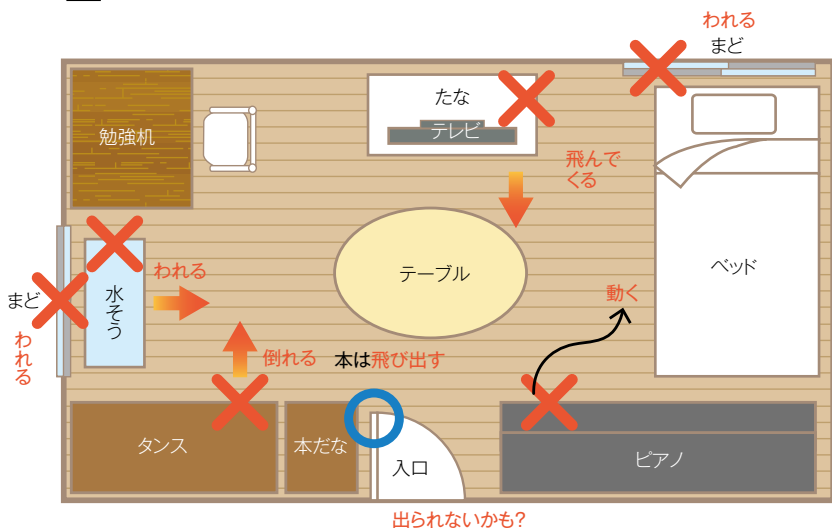 われる
まど
勉強机
たな
テレビ
飛んで
くる
テーブル
ベッド
まど
われる
水そう
われる
動く
倒れる
本は飛び出す
タンス
本だな
入口
ピアノ
出られないかも?